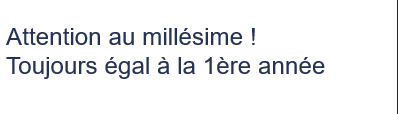 Attention au millésime !
Toujours égal à la 1ère année